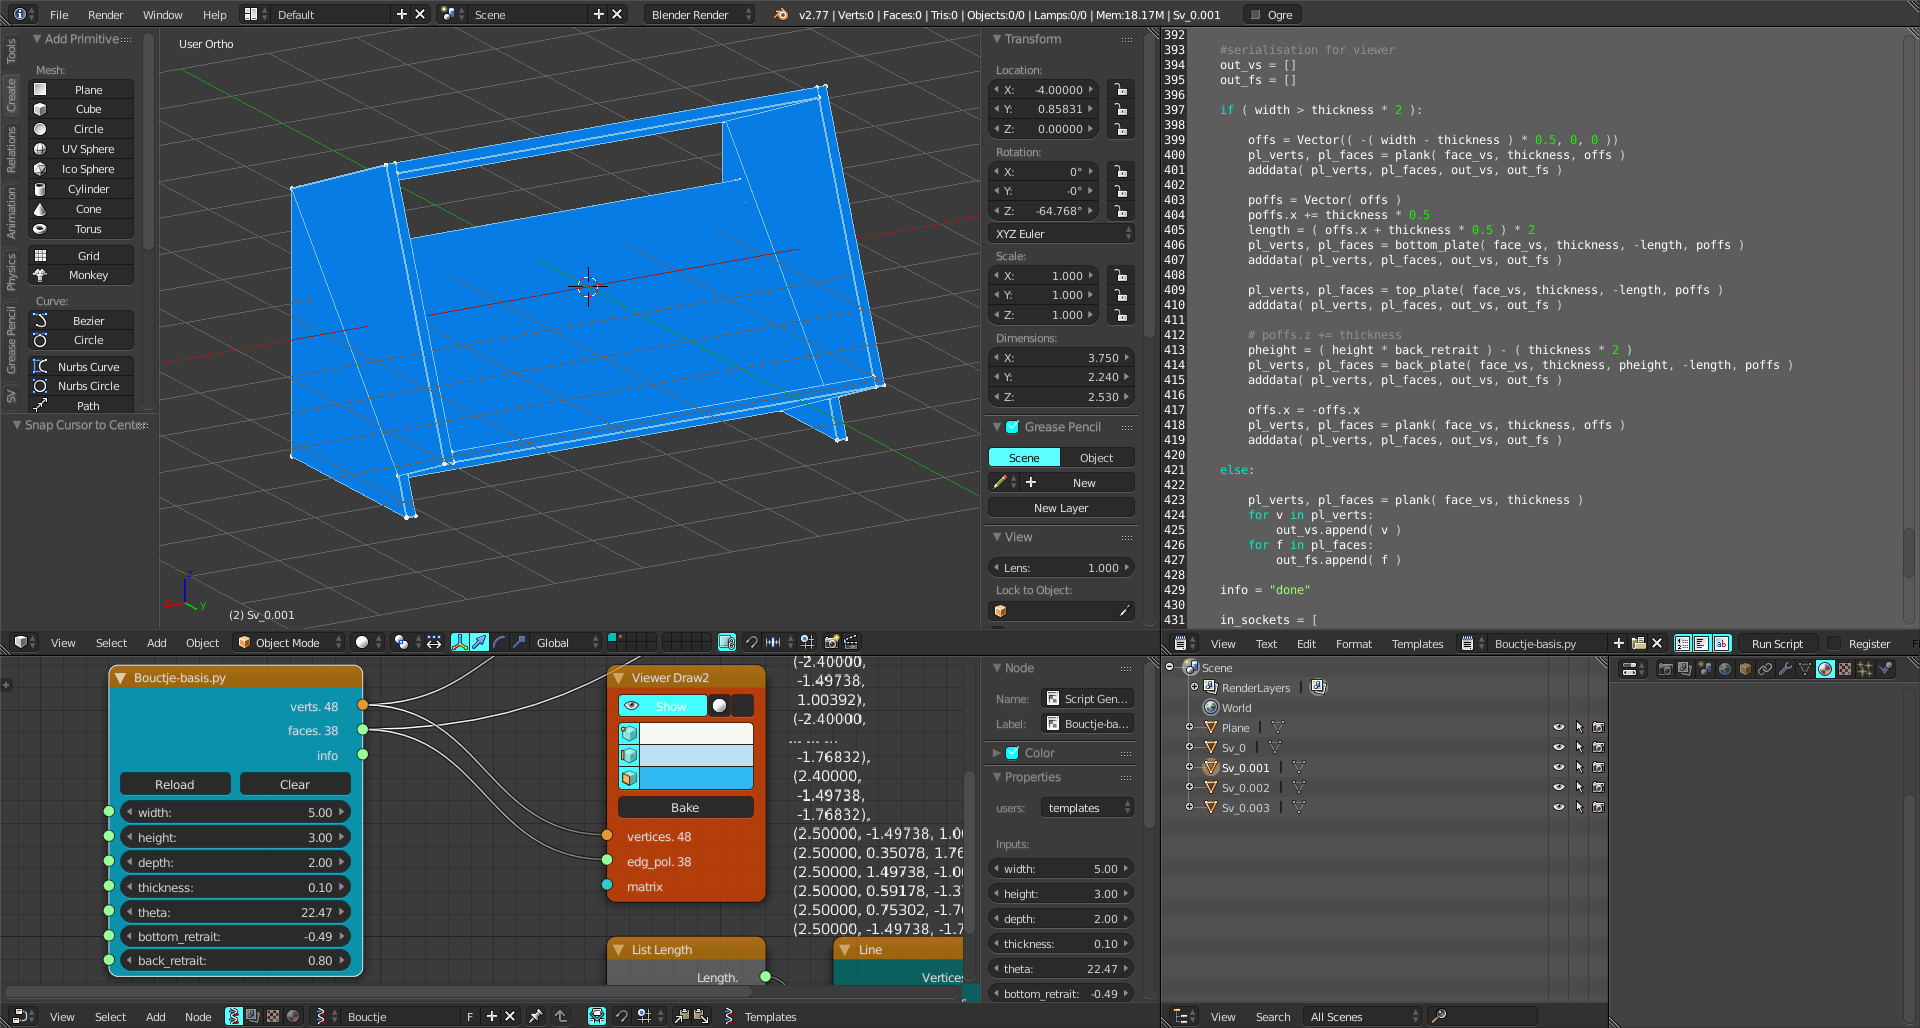 File Render Window Help Default Scene Blender Render v2.77 | Verts:0 | Faces:0 | Tris:0 | Objects:0/0 | Lamps:0/0 | Mem:18.17M | Sv_0.001 Ogre
Tools
Create
Relations
Animation
Physics
Grease Pencil
SV
Add Primitive
Mesh:
Plane
Cube
Circle
UV Sphere
Ico Sphere
Cylinder
Cone
Torus
Grid
Monkey
Curve:
Bezier
Circle
Nurbs Curve
Nurbs Circle
Path
Snap Cursor to Center
User Ortho
z
y
(2) Sv_0.001
Transform
Location:
X: -4.00000
Y: 0.85831
Z: 0.00000
Rotation:
X: 0°
Y: -0°
Z: -64.768°
XYZ Euler
Scale:
X: 1.000
Y: 1.000
Z: 1.000
Dimensions:
X: 3.750
Y: 2.240
Z: 2.530
Grease Pencil
Scene Object
New
New Layer
View
Lens: 1.000
Lock to Object:
View Select Add Object Object Mode Global
392
393 #serialisation for viewer
394 out_vs = []
395 out_fs = []
396
397 if ( width > thickness * 2 ):
398
399 offs = Vector(( -( width - thickness ) * 0.5, 0, 0 ))
400 pl_verts, pl_faces = plank( face_vs, thickness, offs )
401 adddata( pl_verts, pl_faces, out_vs, out_fs )
402
403 poffs = Vector( offs )
404 poffs.x += thickness * 0.5
405 length = ( offs.x + thickness * 0.5 ) * 2
406 pl_verts, pl_faces = bottom_plate( face_vs, thickness, -length, poffs )
407 adddata( pl_verts, pl_faces, out_vs, out_fs )
408
409 pl_verts, pl_faces = top_plate( face_vs, thickness, -length, poffs )
410 adddata( pl_verts, pl_faces, out_vs, out_fs )
411
412 # poffs.z += thickness
413 pheight = ( height * back_retrait ) - ( thickness * 2 )
414 pl_verts, pl_faces = back_plate( face_vs, thickness, pheight, -length, poffs )
415 adddata( pl_verts, pl_faces, out_vs, out_fs )
416
417 offs.x = -offs.x
418 pl_verts, pl_faces = plank( face_vs, thickness, offs )
419 adddata( pl_verts, pl_faces, out_vs, out_fs )
420
421 else:
422
423 pl_verts, pl_faces = plank( face_vs, thickness )
424 for v in pl_verts:
425 out_vs.append( v )
426 for f in pl_faces:
427 out_fs.append( f )
428
429 info = "done"
430
431 in_sockets = [
View Text Edit Format Templates Bouctje-basis.py Run Script Register F
Bouctje-basis.py
verts. 48
faces. 38
info
Reload Clear
width: 5.00
height: 3.00
depth: 2.00
thickness: 0.10
theta: 22.47
bottom_retrait: -0.49
back_retrait: 0.80
Viewer Draw2
Show
Bake
vertices. 48
edg_pol. 38
matrix
List Length
Length.
Line
Vertices
(-2.40000,
-1.49738,
1.00392),
(-2.40000,
... ... ...
-1.76832),
(2.40000,
-1.49738,
-1.76832),
(2.50000, -1.49738, 1.0
(2.50000, 0.35078, 1.76
(2.50000, 1.49738, -1.0
(2.50000, 0.59178, -1.3
(2.50000, 0.75302, -1.7
(2.50000, -1.49738, -1.7
Node
Name: Script Gen...
Label: Bouctje-ba...
Color
Properties
users: templates
Inputs:
width: 5.00
height: 3.00
depth: 2.00
thickness: 0.10
theta: 22.47
bottom_retrait: -0.49
View Select Add Node Bouctje F Templates
Scene
RenderLayers |
World
Plane |
Sv_0 |
Sv_0.001 |
Sv_0.002 |
Sv_0.003 |
View Search All Scenes